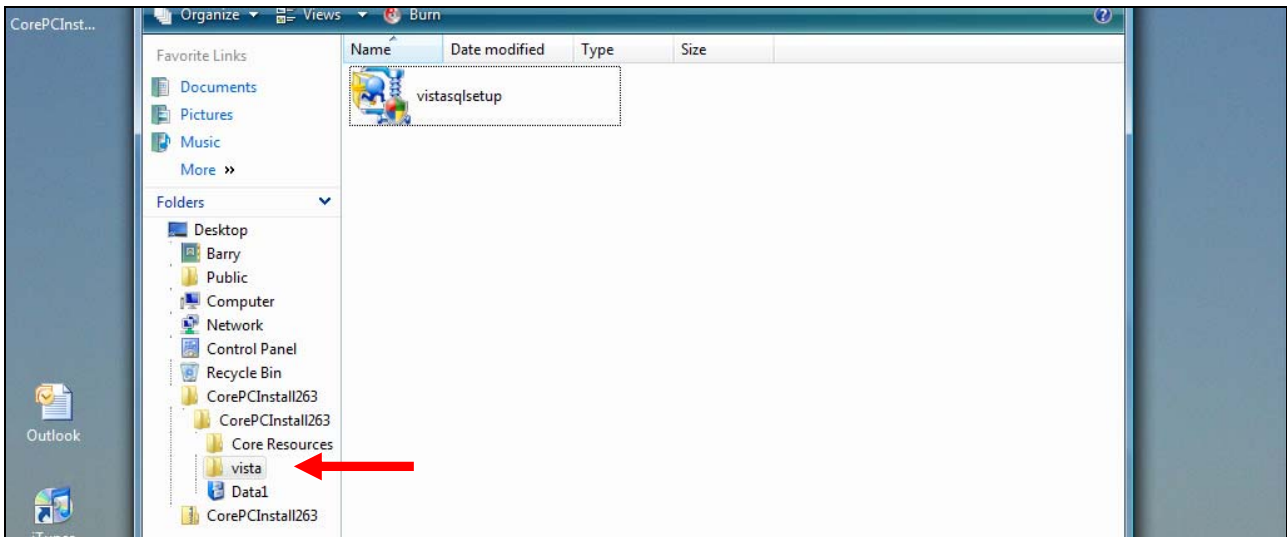 CorePCInst...
Organize Views Burn
Favorite Links
Documents
Pictures
Music
More »
Folders
Desktop
Barry
Public
Computer
Network
Control Panel
Recycle Bin
CorePCInstall263
CorePCInstall263
Core Resources
vista
Data1
CorePCInstall263
Name Date modified Type Size
vistasqlsetup
Outlook